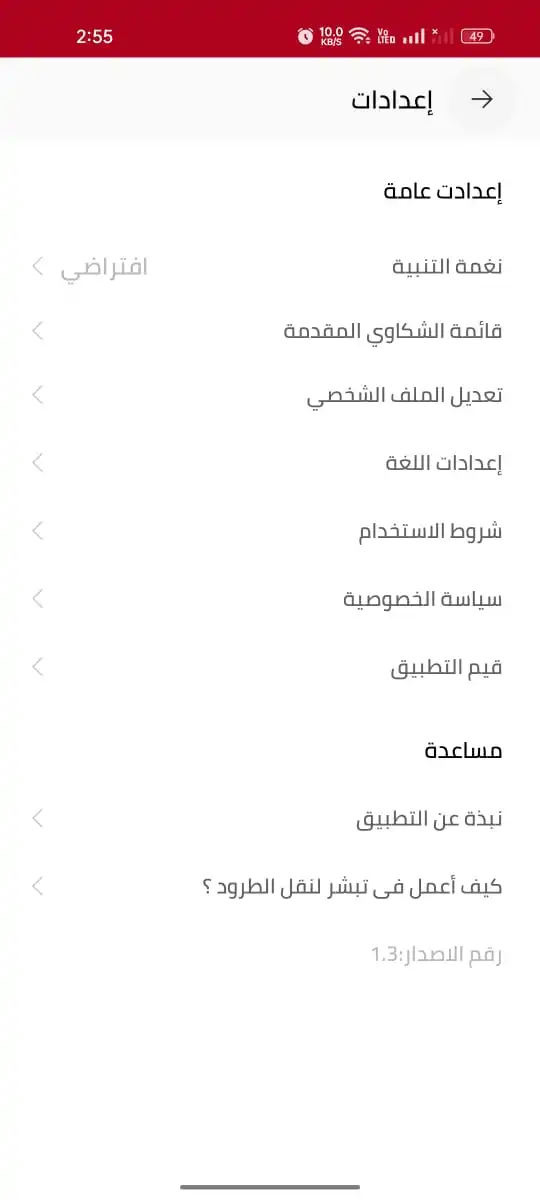 2:55
10.0 KB/S Vo LTED 49
إعدادات
إعدادت عامة
نغمة التنبية افتراضي
قائمة الشكاوي المقدمة
تعديل الملف الشخصي
إعدادات اللغة
شروط الاستخدام
سياسة الخصوصية
قيم التطبيق
مساعدة
نبذة عن التطبيق
كيف أعمل فى تبشر لنقل الطرود ؟
رقم الاصدار:1.3